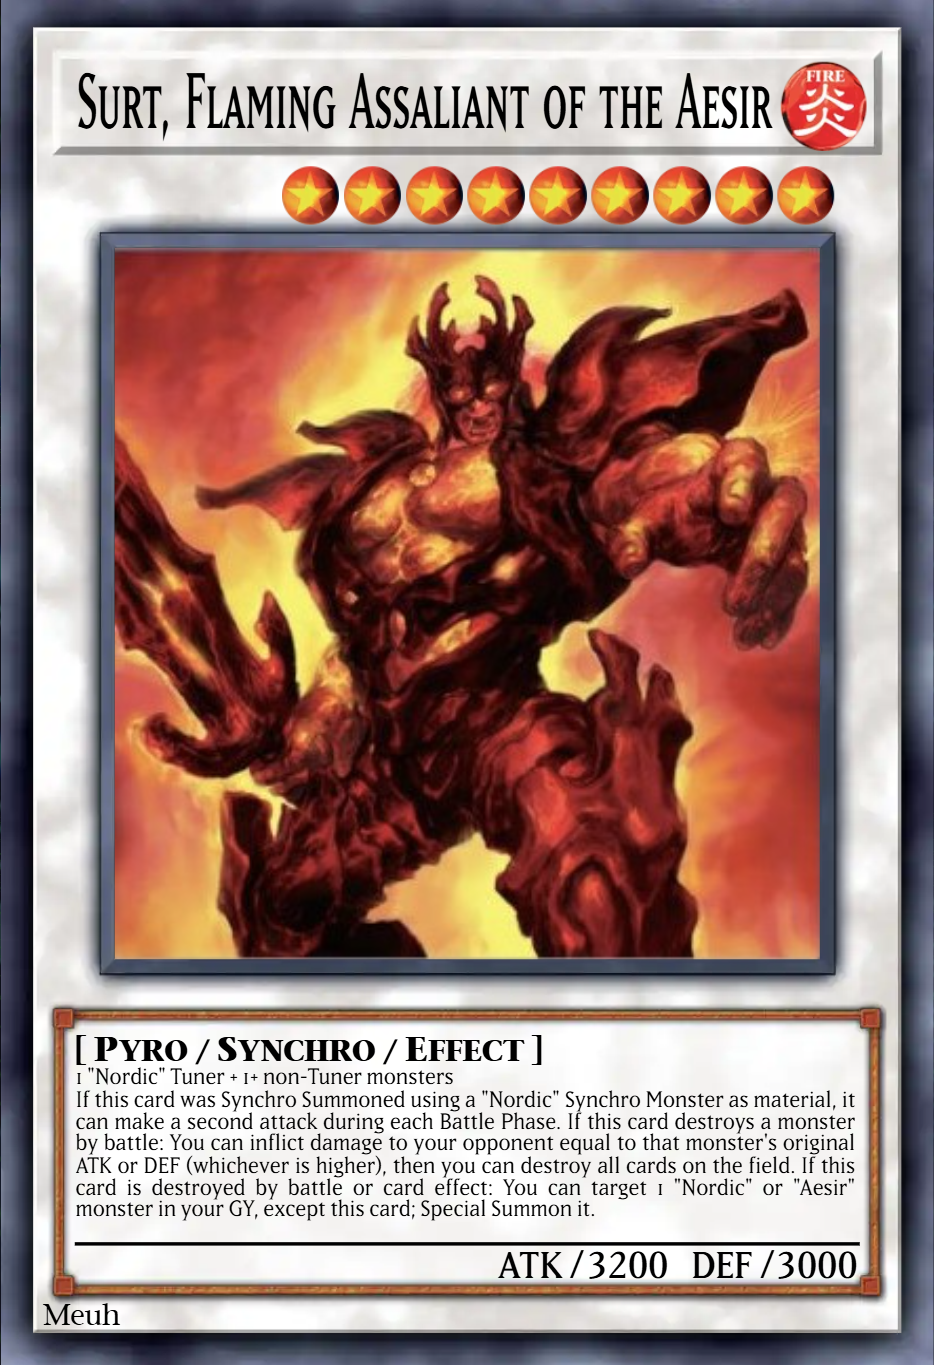 Surt, Flaming Assaliant of the Aesir
FIRE
炎
[ Pyro / Synchro / Effect ]
1 "Nordic" Tuner + 1+ non-Tuner monsters
If this card was Synchro Summoned using a "Nordic" Synchro Monster as material, it
can make a second attack during each Battle Phase. If this card destroys a monster
by battle: You can inflict damage to your opponent equal to that monster's original
ATK or DEF (whichever is higher), then you can destroy all cards on the field. If this
card is destroyed by battle or card effect: You can target 1 "Nordic" or "Aesir"
monster in your GY, except this card; Special Summon it.
ATK/3200 DEF/3000
Meuh